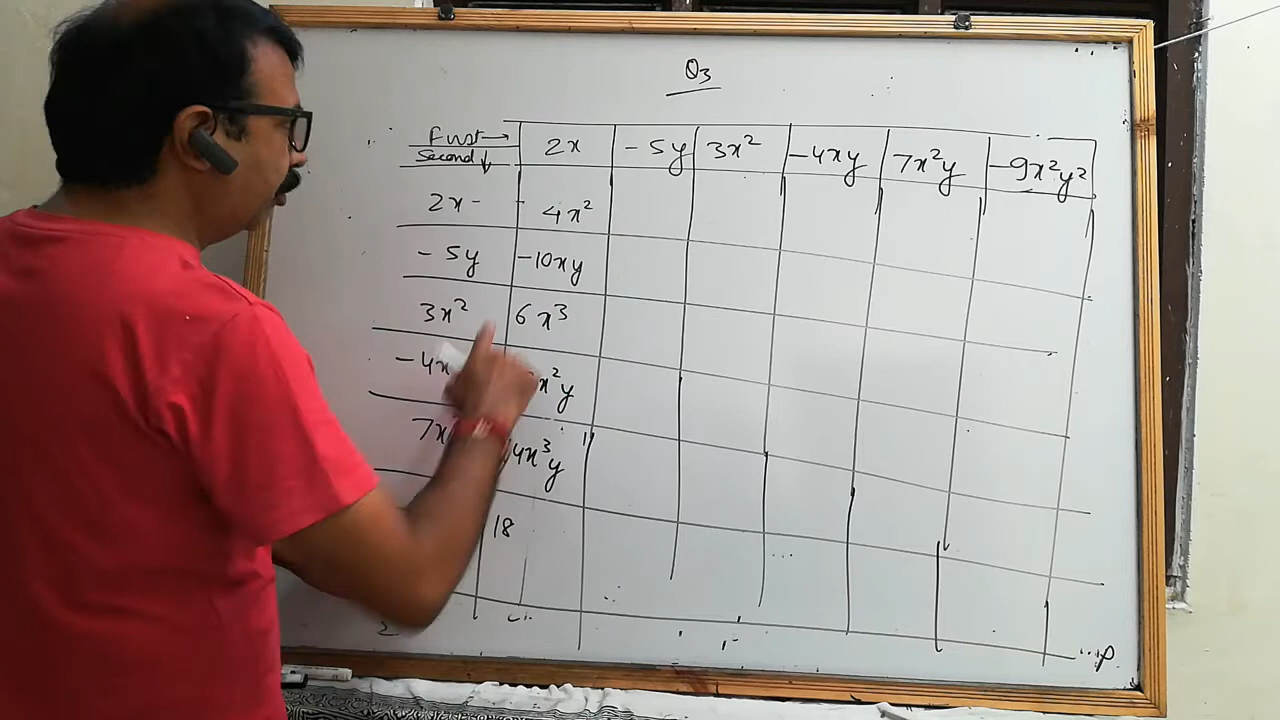 Q3
First → 2x -5y 3x² -4xy 7x²y -9x²y²
Second ↓
2x 4x²
-5y -10xy
3x² 6x³
-4x x²y
7x 4x³y
18